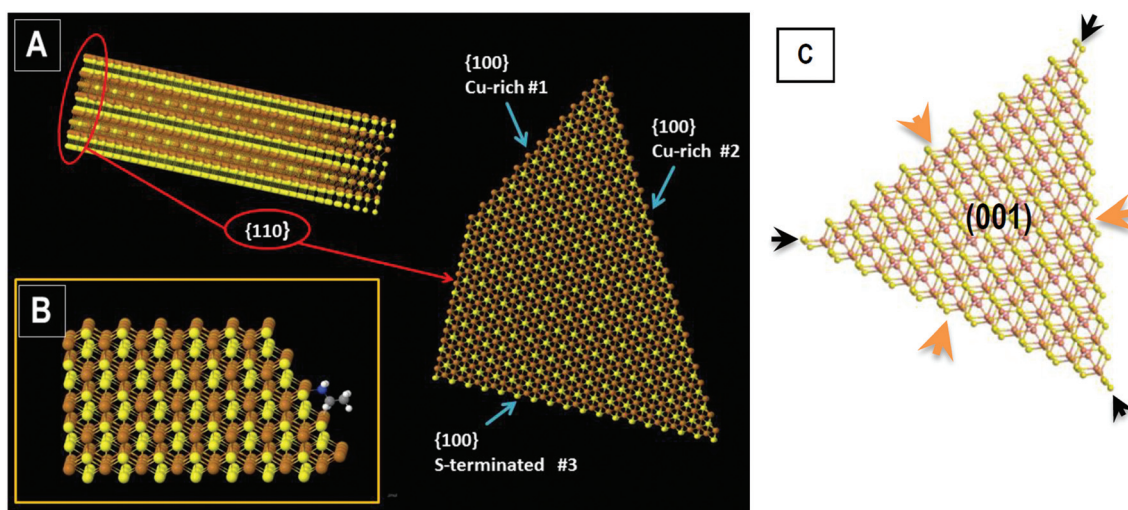 A
{100}
Cu-rich #1
{100}
Cu-rich #2
{110}
B
{100}
S-terminated #3
C
(001)